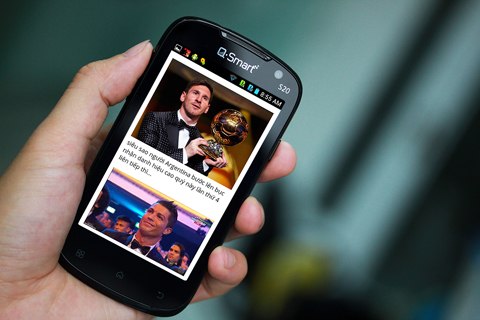 Q-Smart
S20
8:55 AM
siêu sao người Argentina bước lên bục
nhận danh hiệu cao quý này lần thứ 4
liên tiếp thi...